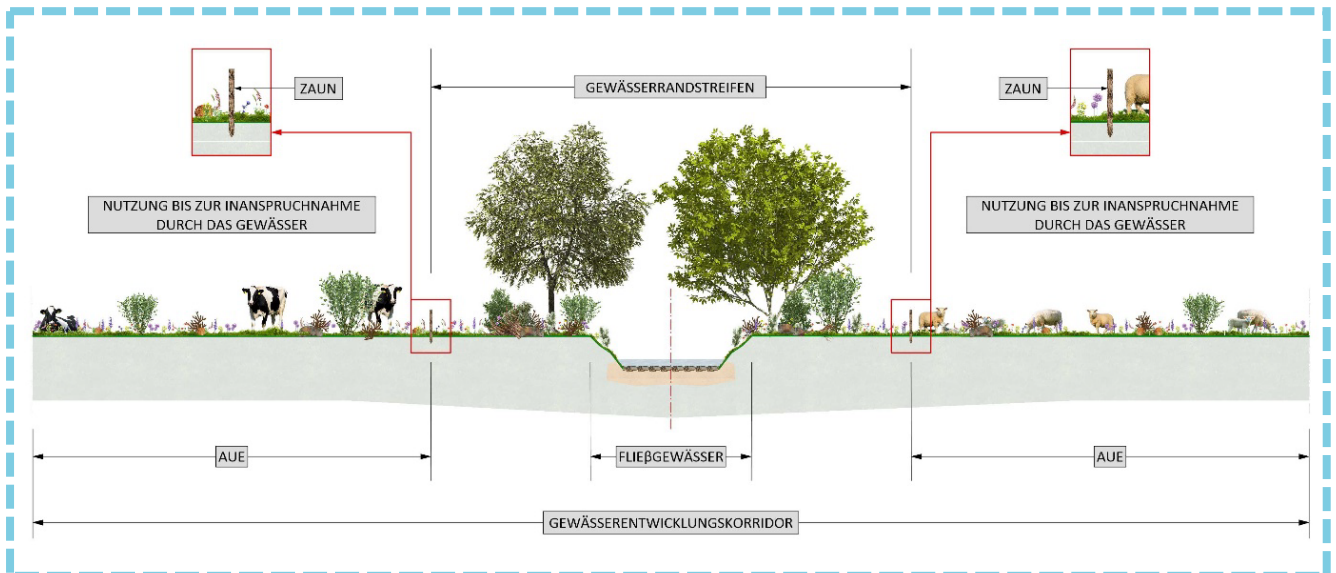 ZAUN
GEWÄSSERRANDSTREIFEN
ZAUN
NUTZUNG BIS ZUR INANSPRUCHNAHME
DURCH DAS GEWÄSSER
NUTZUNG BIS ZUR INANSPRUCHNAHME
DURCH DAS GEWÄSSER
AUE
FLIEβGEWÄSSER
AUE
GEWÄSSERENTWICKLUNGSKORRIDOR